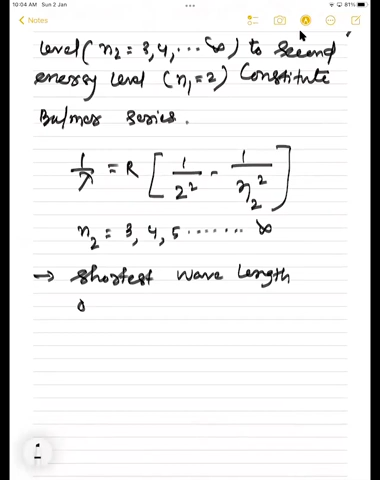 10:04 AM Sun 2 Jan
81%
Notes
level (n₂ = 3, 4, ... ∞) to second
energy level (n₁ = 2) Constitute
Balmer series.
1/λ = R [ 1/2² - 1/n₂² ]
n₂ = 3, 4, 5 ....... ∞
→ shortest wave length